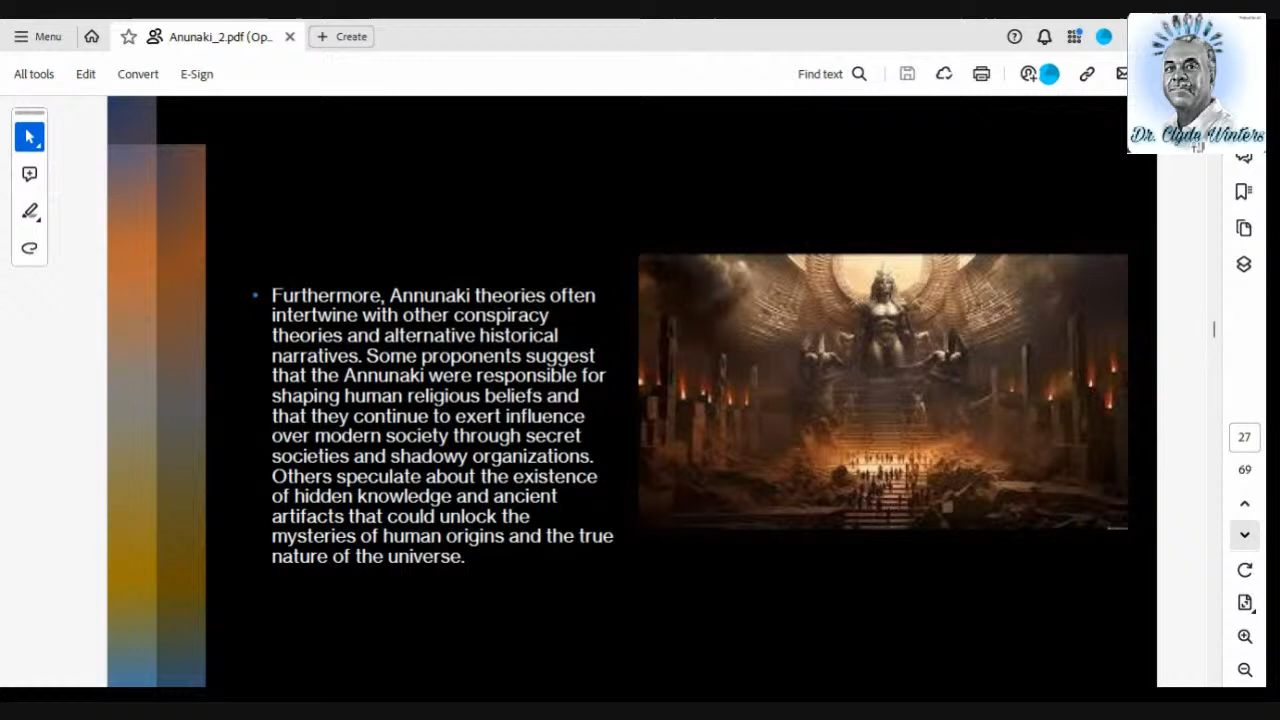 Menu
Anunaki_2.pdf (Op...
Create
All tools
Edit
Convert
E-Sign
Find text
Dr. Clyde Winters
Furthermore, Annunaki theories often
intertwine with other conspiracy
theories and alternative historical
narratives. Some proponents suggest
that the Annunaki were responsible for
shaping human religious beliefs and
that they continue to exert influence
over modern society through secret
societies and shadowy organizations.
Others speculate about the existence
of hidden knowledge and ancient
artifacts that could unlock the
mysteries of human origins and the true
nature of the universe.
27
69